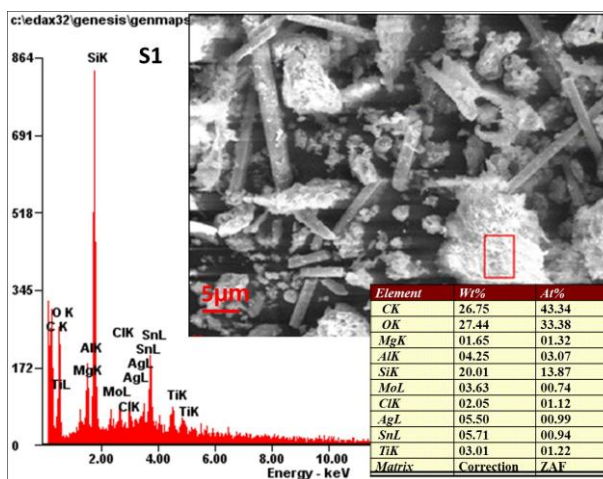 c:\edax32\genesis\genmaps
864
691
518
345
172
0
S1
SiK
O K
C K
TiL
AlK
MgK
MoL
ClK
ClK
AgL
AgL
SnL
SnL
TiK
TiK
2.00 4.00 6.00 8.00 10.00
Energy - keV
5µm
Element Wt% At%
CK 26.75 43.34
OK 27.44 33.38
MgK 01.65 01.32
AlK 04.25 03.07
SiK 20.01 13.87
MoL 03.63 00.74
ClK 02.05 01.12
AgL 05.50 00.99
SnL 05.71 00.94
TiK 03.01 01.22
Matrix Correction ZAF